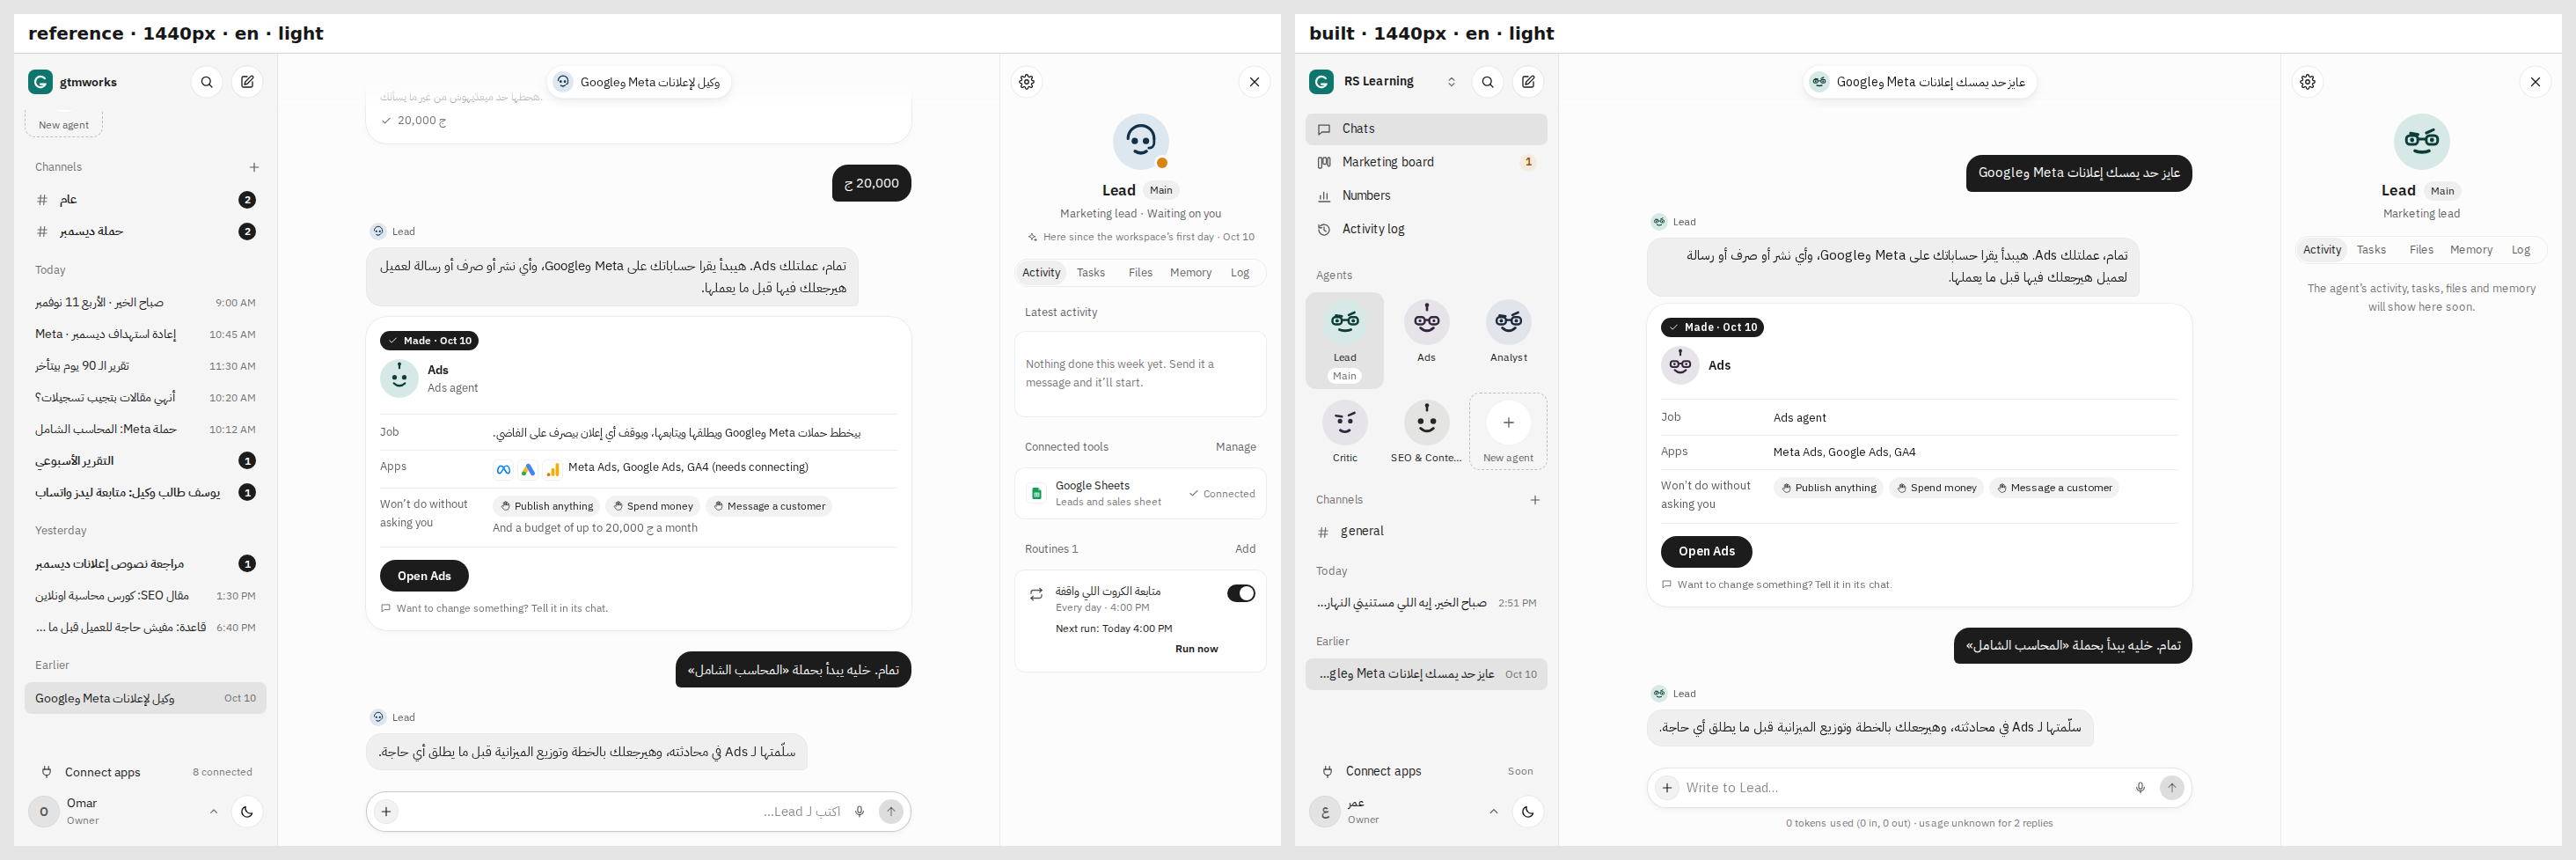 reference · 1440px · en · light
gtmworks
New agent
Channels
عام
2
حملة ديسمبر
2
Today
صباح الخير · الأربع 11 نوفمبر
9:00 AM
إعادة استهداف ديسمبر · Meta
10:45 AM
تقرير الـ 90 يوم بيتأخر
11:30 AM
أنهي مقالات بتجيب تسجيلات؟
10:20 AM
حملة Meta: المحاسب الشامل
10:12 AM
التقرير الأسبوعي
1
يوسف طالب وكيل: متابعة ليدز واتساب
1
Yesterday
مراجعة نصوص إعلانات ديسمبر
1
مقال SEO: كورس محاسبة اونلاين
1:30 PM
قاعدة: مفيش حاجة للعميل قبل ما ...
6:40 PM
Earlier
وكيل لإعلانات Meta وGoogle
Oct 10
Connect apps
8 connected
O
Omar
Owner
وكيل لإعلانات Meta وGoogle
20,000 ج
20,000 ج
Lead
تمام، عملتلك Ads. هيبدأ يقرا حساباتك على Meta وGoogle، وأي نشر أو صرف أو رسالة لعميل
هيرجعلك فيها قبل ما يعملها.
Made · Oct 10
Ads
Ads agent
Job
بيخطط حملات Meta وGoogle ويطلقها ويتابعها، ويوقف أي إعلان بيصرف على الفاضي.
Apps
Meta Ads, Google Ads, GA4 (needs connecting)
Won't do without
asking you
Publish anything
Spend money
Message a customer
And a budget of up to 20,000 ج a month
Open Ads
Want to change something? Tell it in its chat.
تمام. خليه يبدأ بحملة «المحاسب الشامل»
Lead
سلّمتها لـ Ads في محادثته، وهيرجعلك بالخطة وتوزيع الميزانية قبل ما يطلق أي حاجة.
اكتب لـ Lead...
Lead
Main
Marketing lead · Waiting on you
Here since the workspace's first day · Oct 10
Activity
Tasks
Files
Memory
Log
Latest activity
Nothing done this week yet. Send it a
message and it'll start.
Connected tools
Manage
Google Sheets
Leads and sales sheet
Connected
Routines 1
Add
متابعة الكروت اللي واقفة
Every day · 4:00 PM
Next run: Today 4:00 PM
Run now
built · 1440px · en · light
RS Learning
Chats
Marketing board
1
Numbers
Activity log
Agents
Lead
Main
Ads
Analyst
Critic
SEO & Conte...
New agent
Channels
general
Today
صباح الخير. إيه اللي مستنيني النهار...
2:51 PM
Earlier
عايز حد يمسك إعلانات Meta وgle...
Oct 10
Connect apps
Soon
ع
عمر
Owner
عايز حد يمسك إعلانات Meta وGoogle
عايز حد يمسك إعلانات Meta وGoogle
Lead
تمام، عملتلك Ads. هيبدأ يقرا حساباتك على Meta وGoogle، وأي نشر أو صرف أو رسالة
لعميل هيرجعلك فيها قبل ما يعملها.
Made · Oct 10
Ads
Job
Ads agent
Apps
Meta Ads, Google Ads, GA4
Won't do without
asking you
Publish anything
Spend money
Message a customer
Open Ads
Want to change something? Tell it in its chat.
تمام. خليه يبدأ بحملة «المحاسب الشامل»
Lead
سلّمتها لـ Ads في محادثته، وهيرجعلك بالخطة وتوزيع الميزانية قبل ما يطلق أي حاجة.
Write to Lead...
0 tokens used (0 in, 0 out) · usage unknown for 2 replies
Lead
Main
Marketing lead
Activity
Tasks
Files
Memory
Log
The agent's activity, tasks, files and memory
will show here soon.